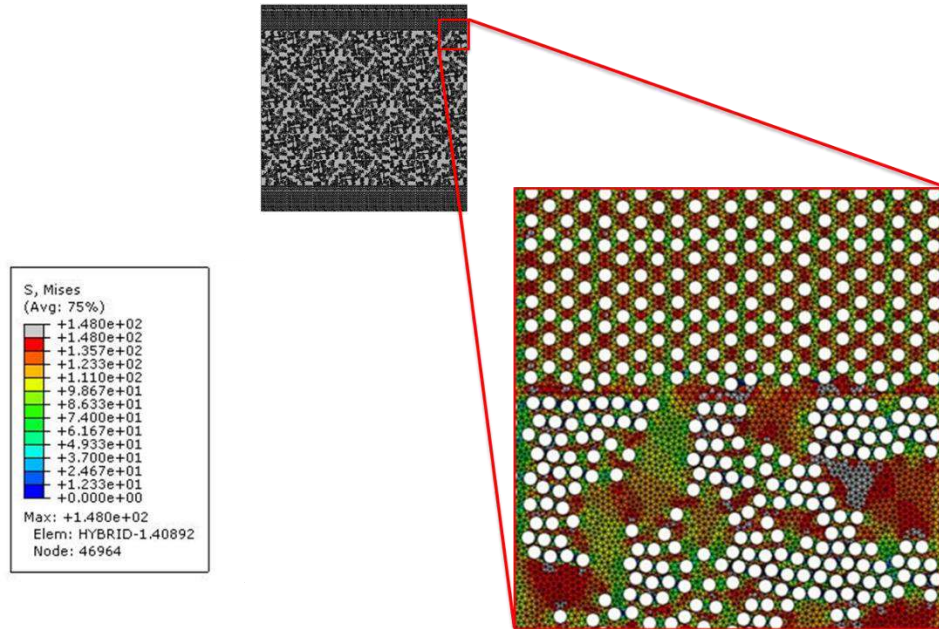 S, Mises
(Avg: 75%)
+1.480e+02
+1.480e+02
+1.357e+02
+1.233e+02
+1.110e+02
+9.867e+01
+8.633e+01
+7.400e+01
+6.167e+01
+4.933e+01
+3.700e+01
+2.467e+01
+1.233e+01
+0.000e+00
Max: +1.480e+02
Elem: HYBRID-1.40892
Node: 46964